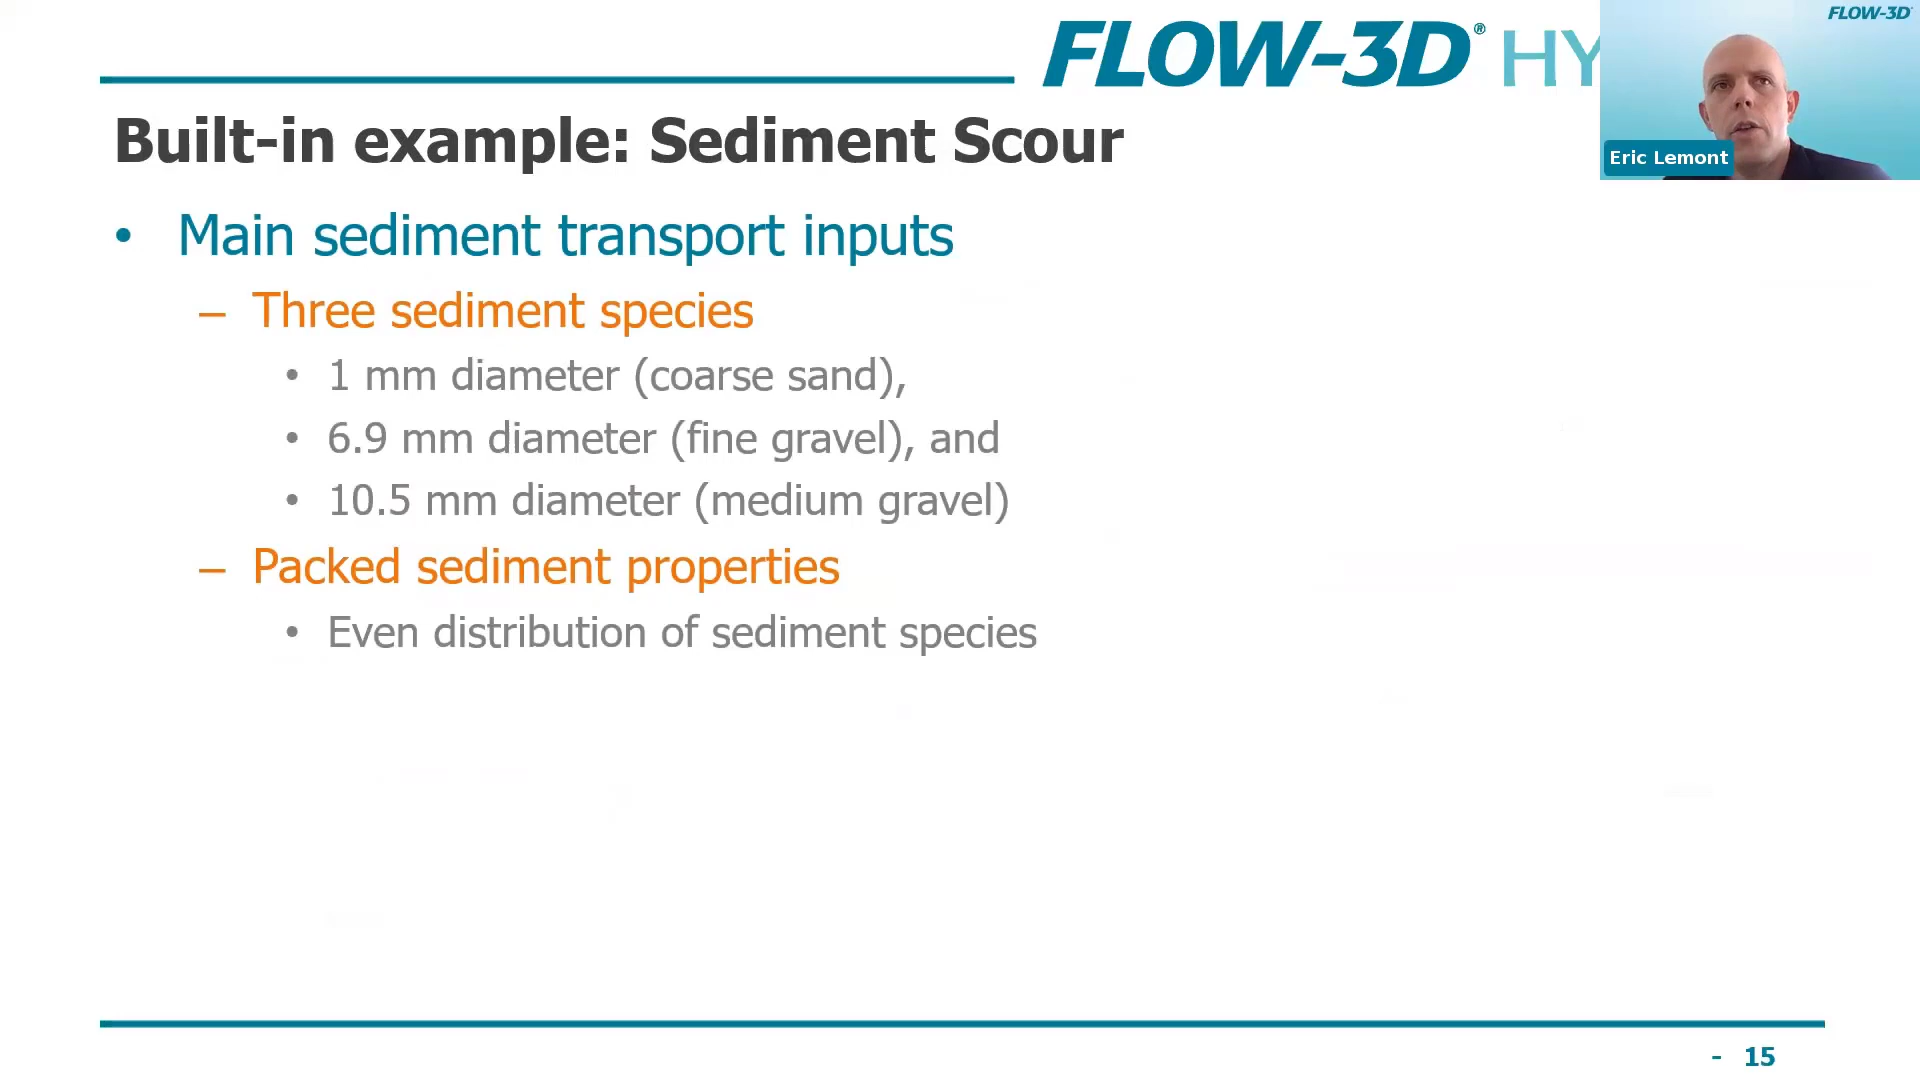 FLOW-3D® HY
FLOW-3D
Eric Lemont
Built-in example: Sediment Scour
• Main sediment transport inputs
– Three sediment species
• 1 mm diameter (coarse sand),
• 6.9 mm diameter (fine gravel), and
• 10.5 mm diameter (medium gravel)
– Packed sediment properties
• Even distribution of sediment species
- 15